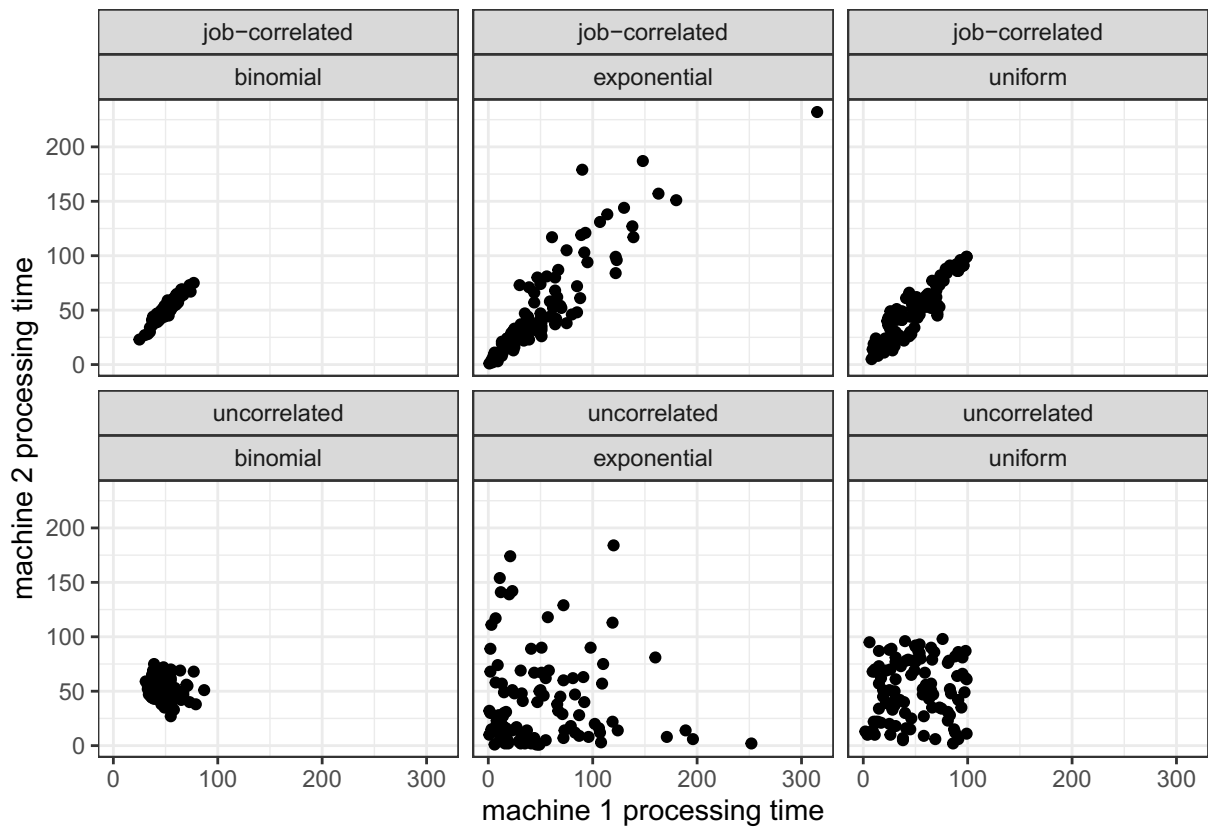 job−correlated
job−correlated
job−correlated
binomial
exponential
uniform
200
150
100
50
0
uncorrelated
uncorrelated
uncorrelated
binomial
exponential
uniform
200
150
100
50
0
0 100 200 300
0 100 200 300
0 100 200 300
machine 1 processing time
machine 2 processing time